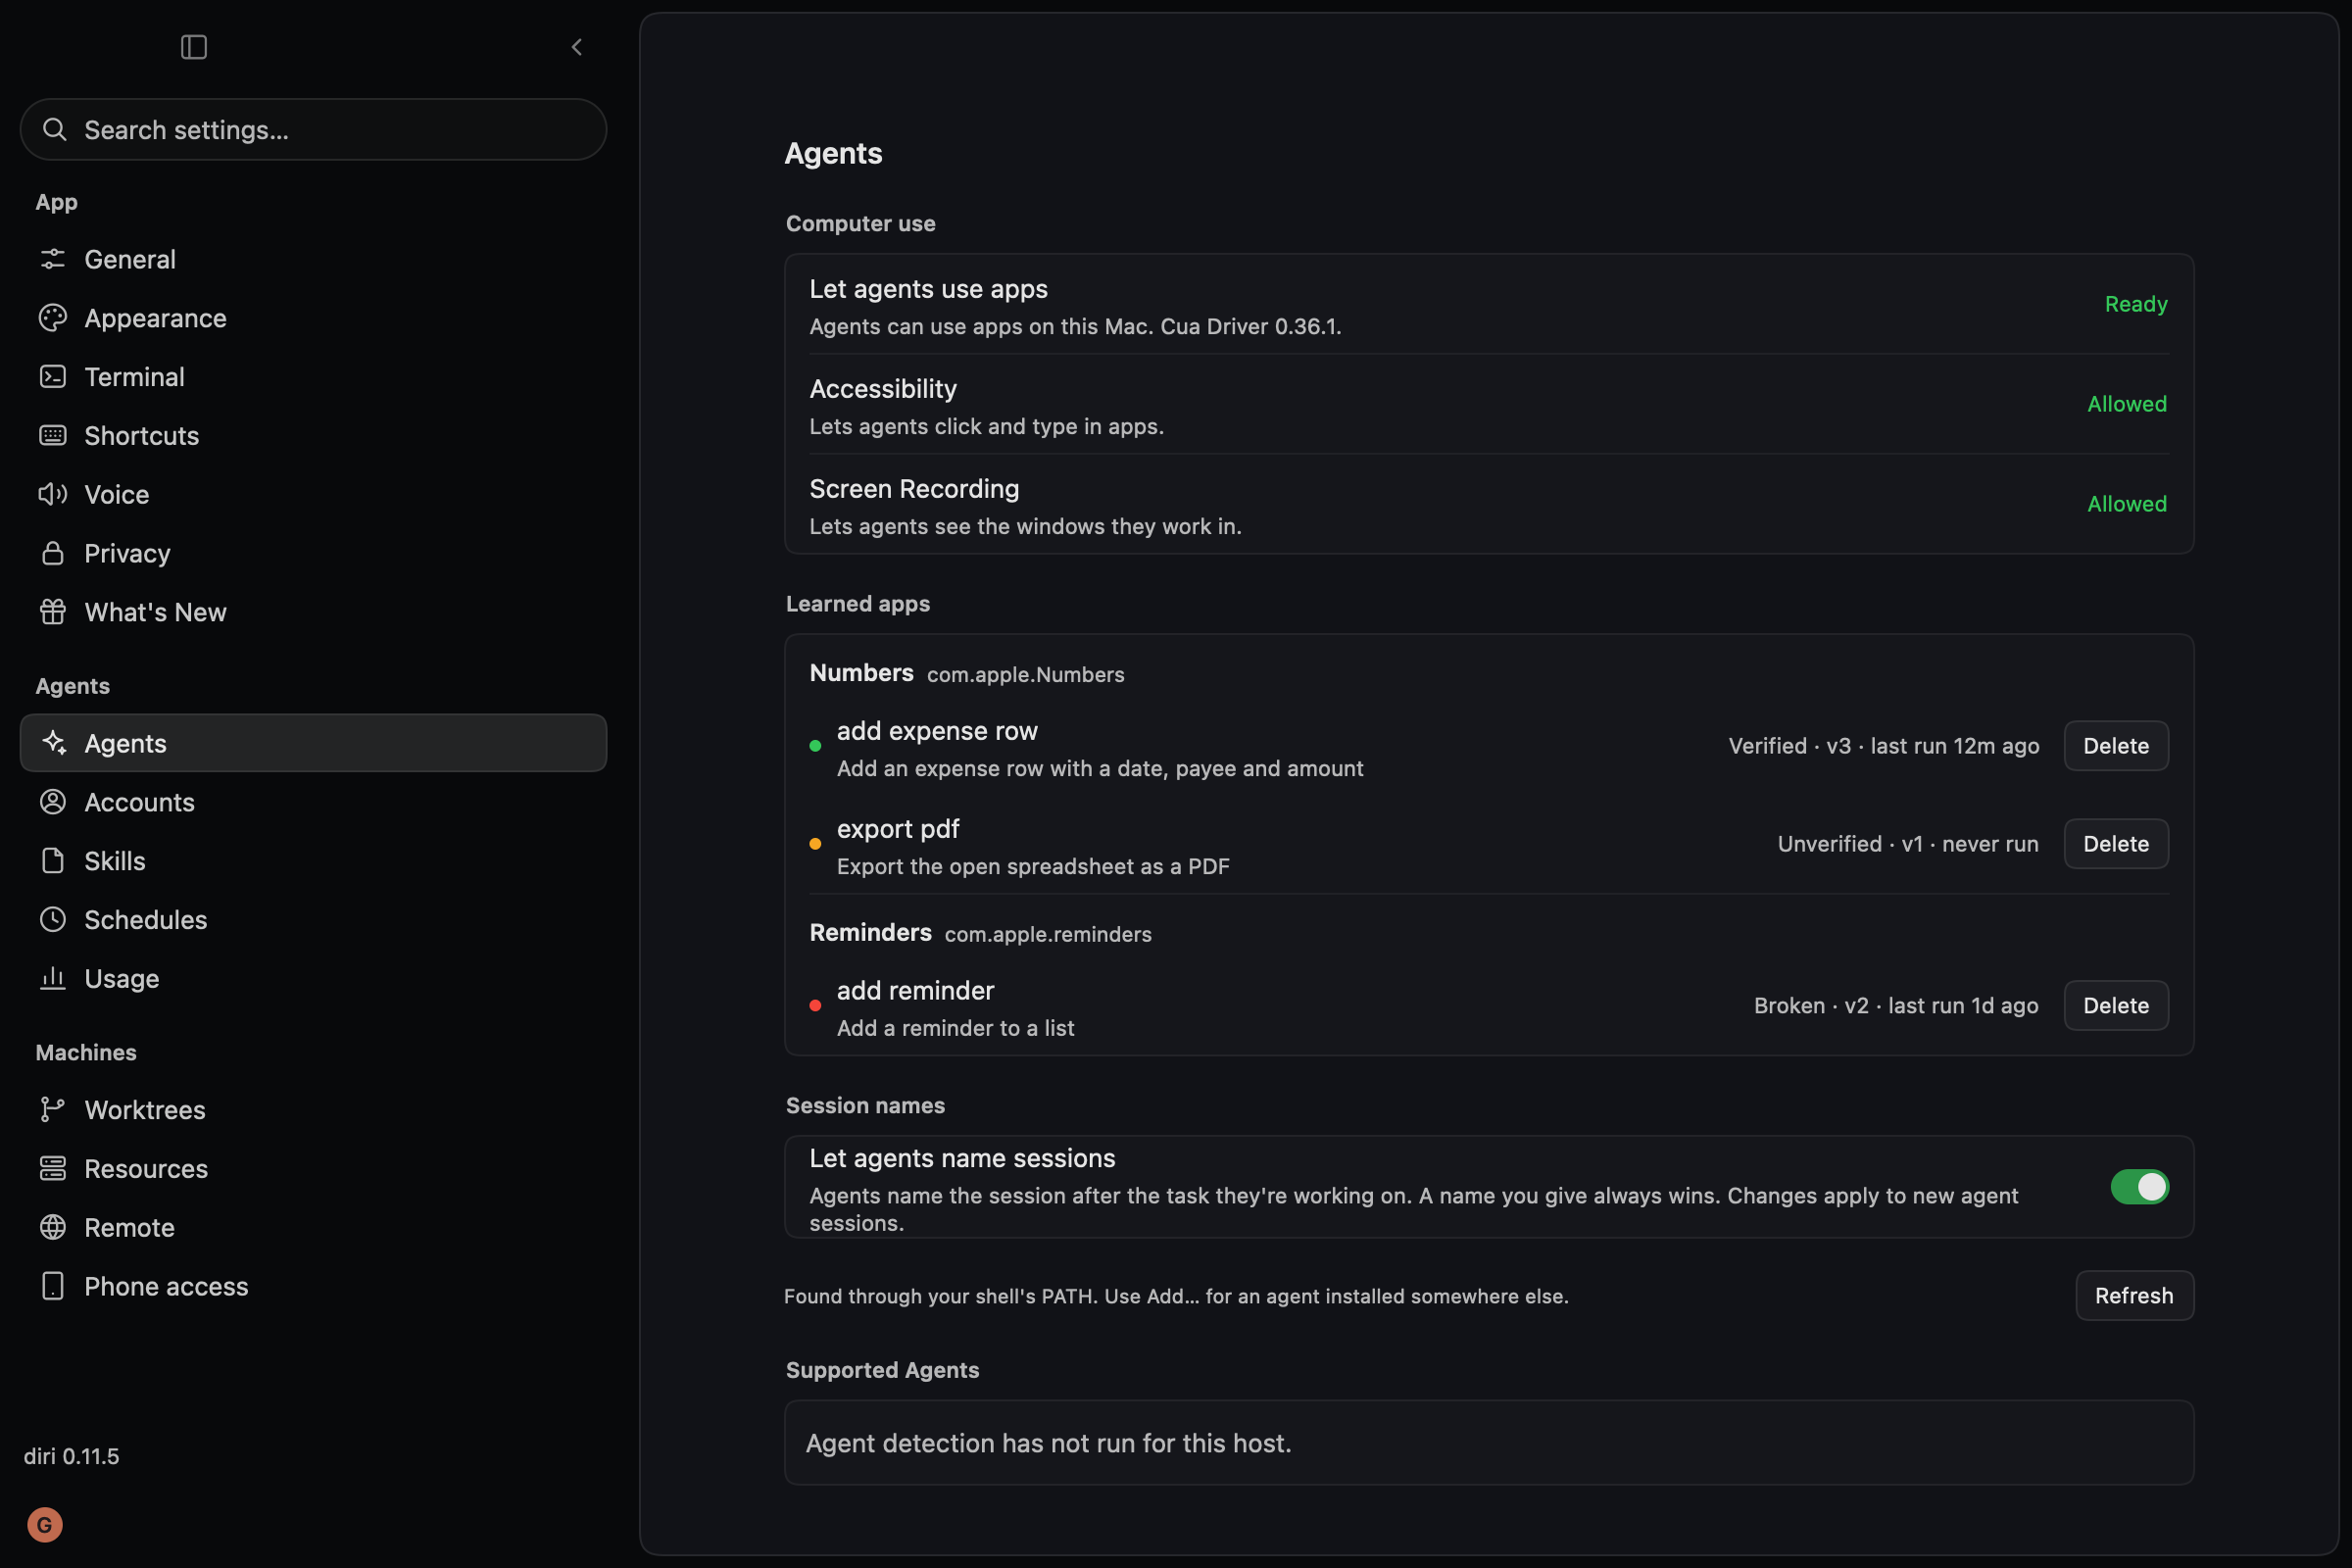 Search settings...
App
General
Appearance
Terminal
Shortcuts
Voice
Privacy
What's New
Agents
Agents
Accounts
Skills
Schedules
Usage
Machines
Worktrees
Resources
Remote
Phone access
diri 0.11.5
G
Agents
Computer use
Let agents use apps
Agents can use apps on this Mac. Cua Driver 0.36.1.
Ready
Accessibility
Lets agents click and type in apps.
Allowed
Screen Recording
Lets agents see the windows they work in.
Allowed
Learned apps
Numbers com.apple.Numbers
add expense row
Add an expense row with a date, payee and amount
Verified · v3 · last run 12m ago Delete
export pdf
Export the open spreadsheet as a PDF
Unverified · v1 · never run Delete
Reminders com.apple.reminders
add reminder
Add a reminder to a list
Broken · v2 · last run 1d ago Delete
Session names
Let agents name sessions
Agents name the session after the task they're working on. A name you give always wins. Changes apply to new agent
sessions.
Found through your shell's PATH. Use Add... for an agent installed somewhere else. Refresh
Supported Agents
Agent detection has not run for this host.